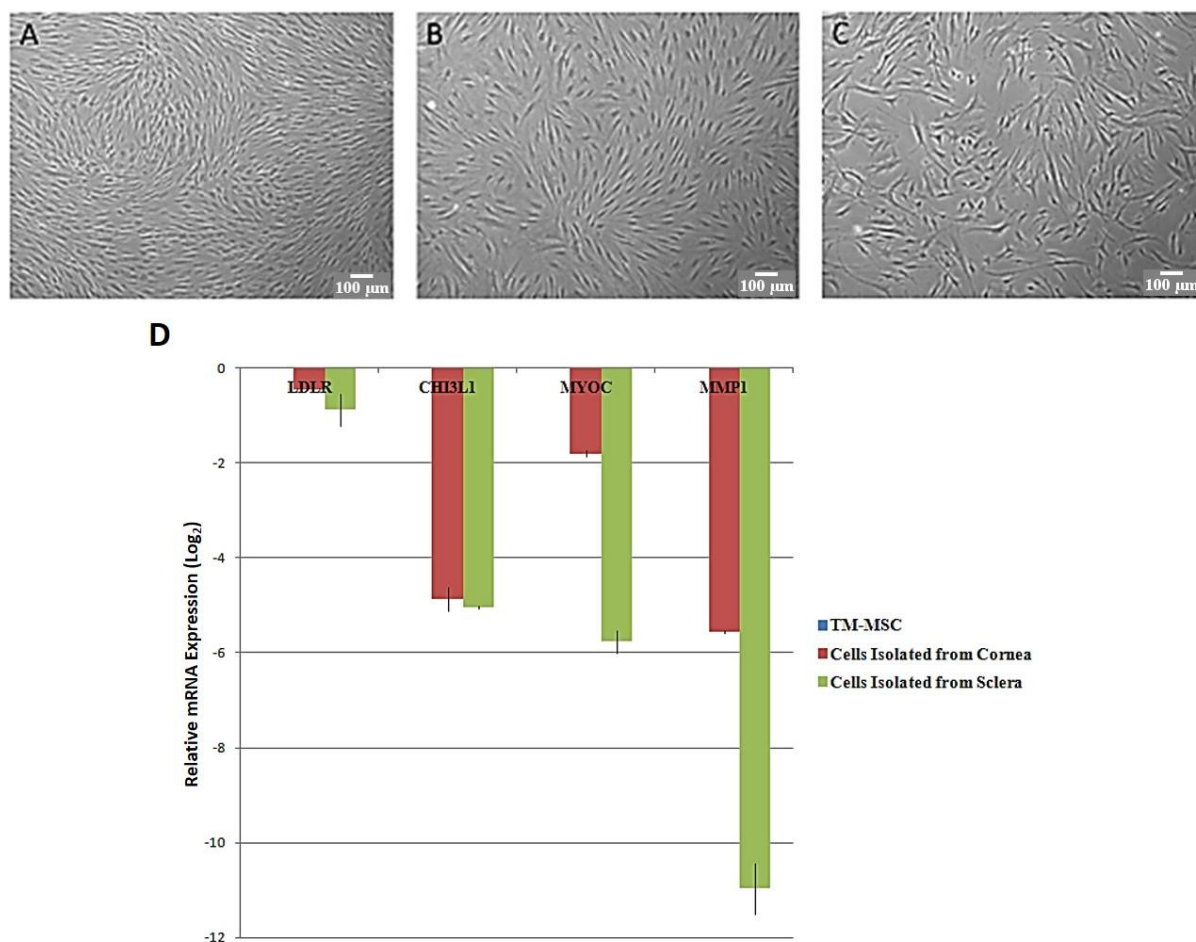 A
B
C
100 µm
100 µm
100 µm
D
0
-2
-4
-6
-8
-10
-12
Relative mRNA Expression (Log₂)
LDLR
CHI3L1
MYOC
MMP1
TM-MSC
Cells Isolated from Cornea
Cells Isolated from Sclera